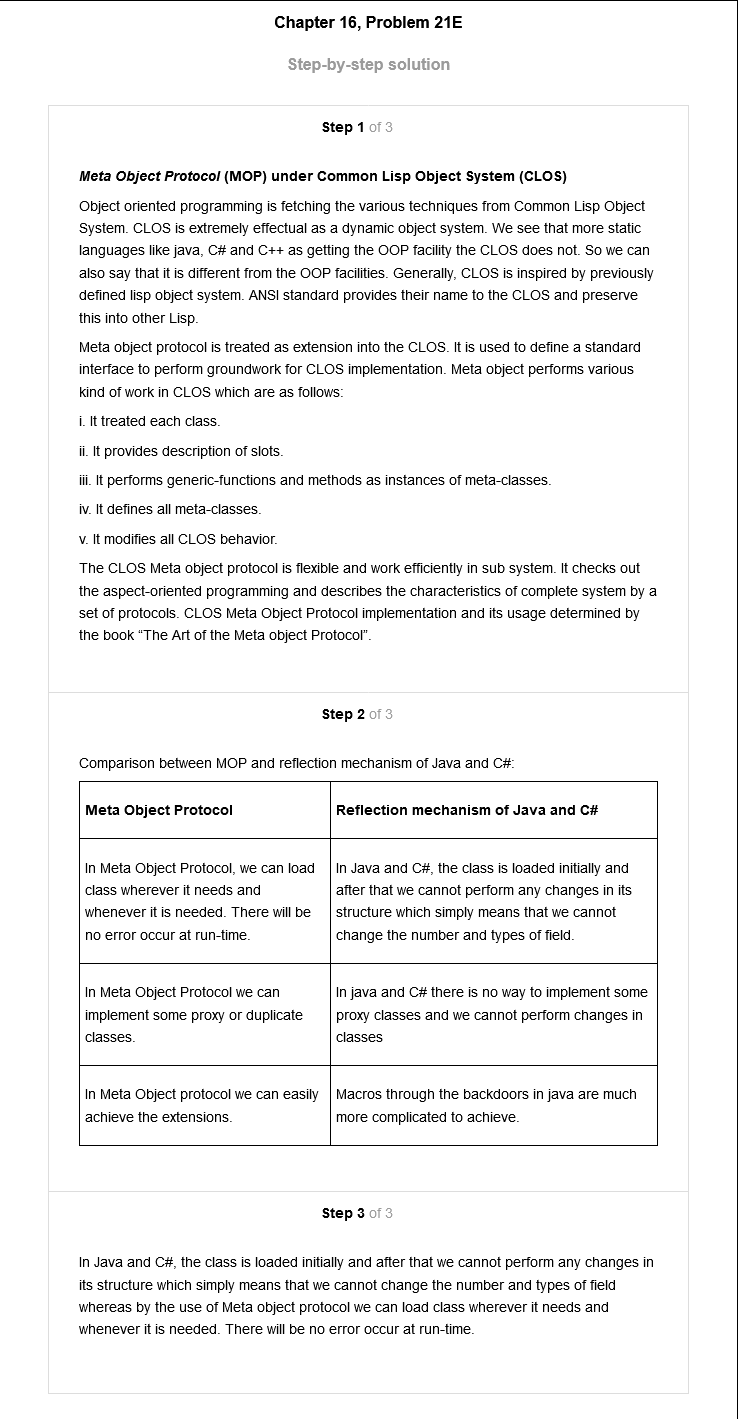 Chapter 16, Problem 21E
Step-by-step solution
Step 1 of 3
Meta Object Protocol (MOP) under Common Lisp Object System (CLOS)
Object oriented programming is fetching the various techniques from Common Lisp Object
System. CLOS is extremely effectual as a dynamic object system. We see that more static
languages like java, C# and C++ as getting the OOP facility the CLOS does not. So we can
also say that it is different from the OOP facilities. Generally, CLOS is inspired by previously
defined lisp object system. ANSI standard provides their name to the CLOS and preserve
this into other Lisp.
Meta object protocol is treated as extension into the CLOS. It is used to define a standard
interface to perform groundwork for CLOS implementation. Meta object performs various
kind of work in CLOS which are as follows:
i. It treated each class.
ii. It provides description of slots.
iii. It performs generic-functions and methods as instances of meta-classes.
iv. It defines all meta-classes.
v. It modifies all CLOS behavior.
The CLOS Meta object protocol is flexible and work efficiently in sub system. It checks out
the aspect-oriented programming and describes the characteristics of complete system by a
set of protocols. CLOS Meta Object Protocol implementation and its usage determined by
the book “The Art of the Meta object Protocol”.
Step 2 of 3
Comparison between MOP and reflection mechanism of Java and C#:
Meta Object Protocol
Reflection mechanism of Java and C#
In Meta Object Protocol, we can load
class wherever it needs and
whenever it is needed. There will be
no error occur at run-time.
In Java and C#, the class is loaded initially and
after that we cannot perform any changes in its
structure which simply means that we cannot
change the number and types of field.
In Meta Object Protocol we can
implement some proxy or duplicate
classes.
In java and C# there is no way to implement some
proxy classes and we cannot perform changes in
classes
In Meta Object protocol we can easily
achieve the extensions.
Macros through the backdoors in java are much
more complicated to achieve.
Step 3 of 3
In Java and C#, the class is loaded initially and after that we cannot perform any changes in
its structure which simply means that we cannot change the number and types of field
whereas by the use of Meta object protocol we can load class wherever it needs and
whenever it is needed. There will be no error occur at run-time.